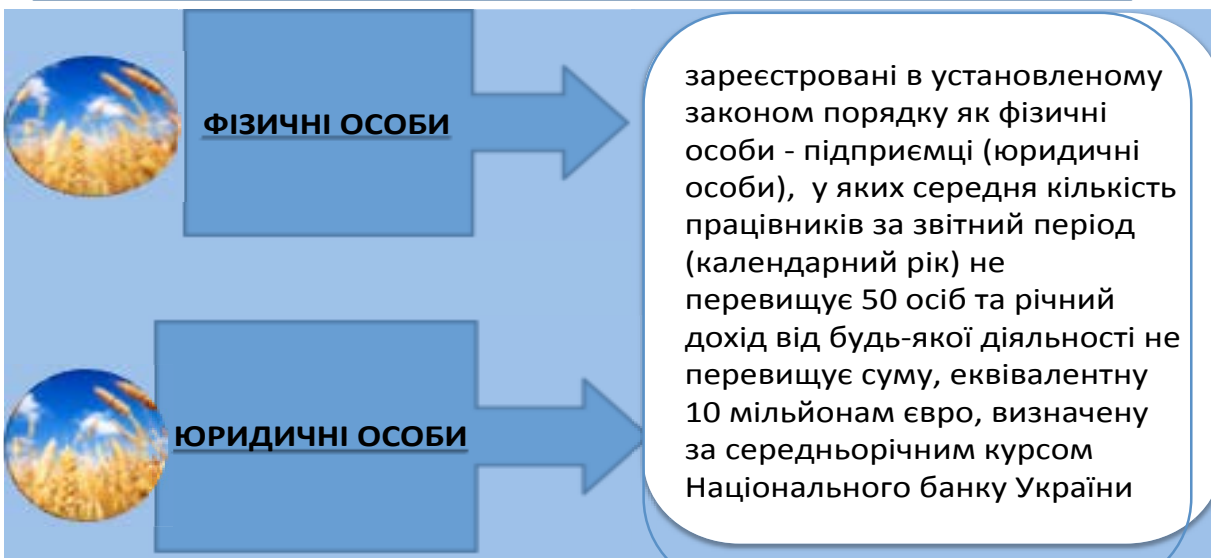 ФІЗИЧНІ ОСОБИ
ЮРИДИЧНІ ОСОБИ
зареєстровані в установленому
законом порядку як фізичні
особи - підприємці (юридичні
особи), у яких середня кількість
працівників за звітний період
(календарний рік) не
перевищує 50 осіб та річний
дохід від будь-якої діяльності не
перевищує суму, еквівалентну
10 мільйонам євро, визначену
за середньорічним курсом
Національного банку України